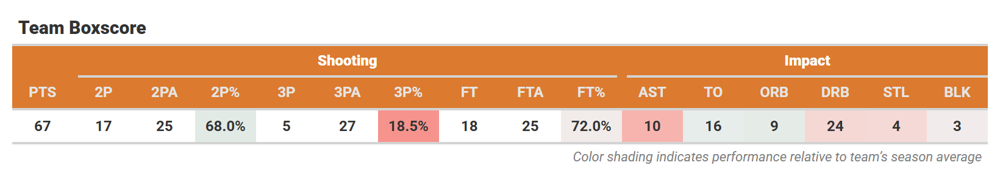 Team Boxscore
Shooting Impact
PTS 2P 2PA 2P% 3P 3PA 3P% FT FTA FT% AST TO ORB DRB STL BLK
67 17 25 68.0% 5 27 18.5% 18 25 72.0% 10 16 9 24 4 3
Color shading indicates performance relative to team's season average